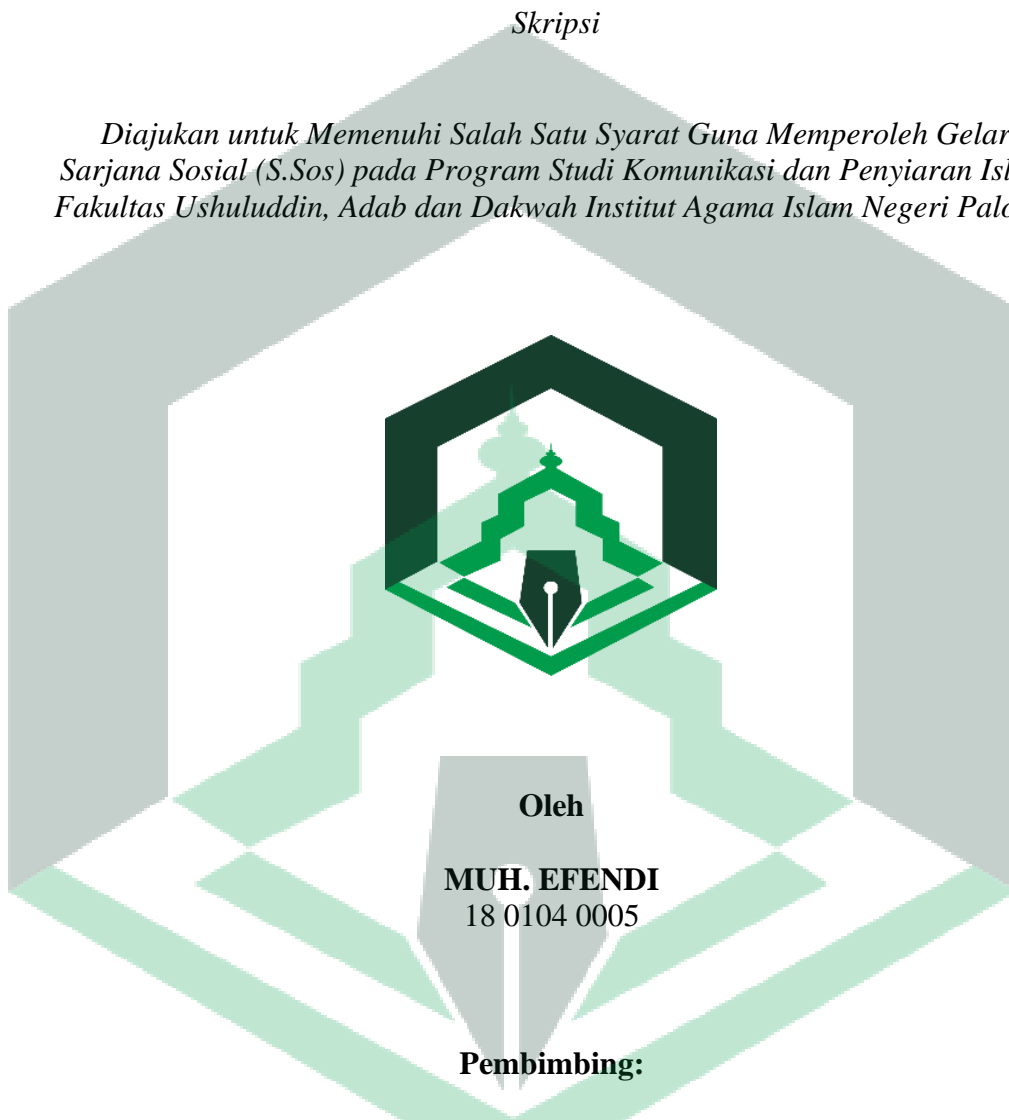 Skripsi
Diajukan untuk Memenuhi Salah Satu Syarat Guna Memperoleh Gelar
Sarjana Sosial (S.Sos) pada Program Studi Komunikasi dan Penyiaran Isl
Fakultas Ushuluddin, Adab dan Dakwah Institut Agama Islam Negeri Palo
Oleh
MUH. EFENDI
18 0104 0005
Pembimbing: